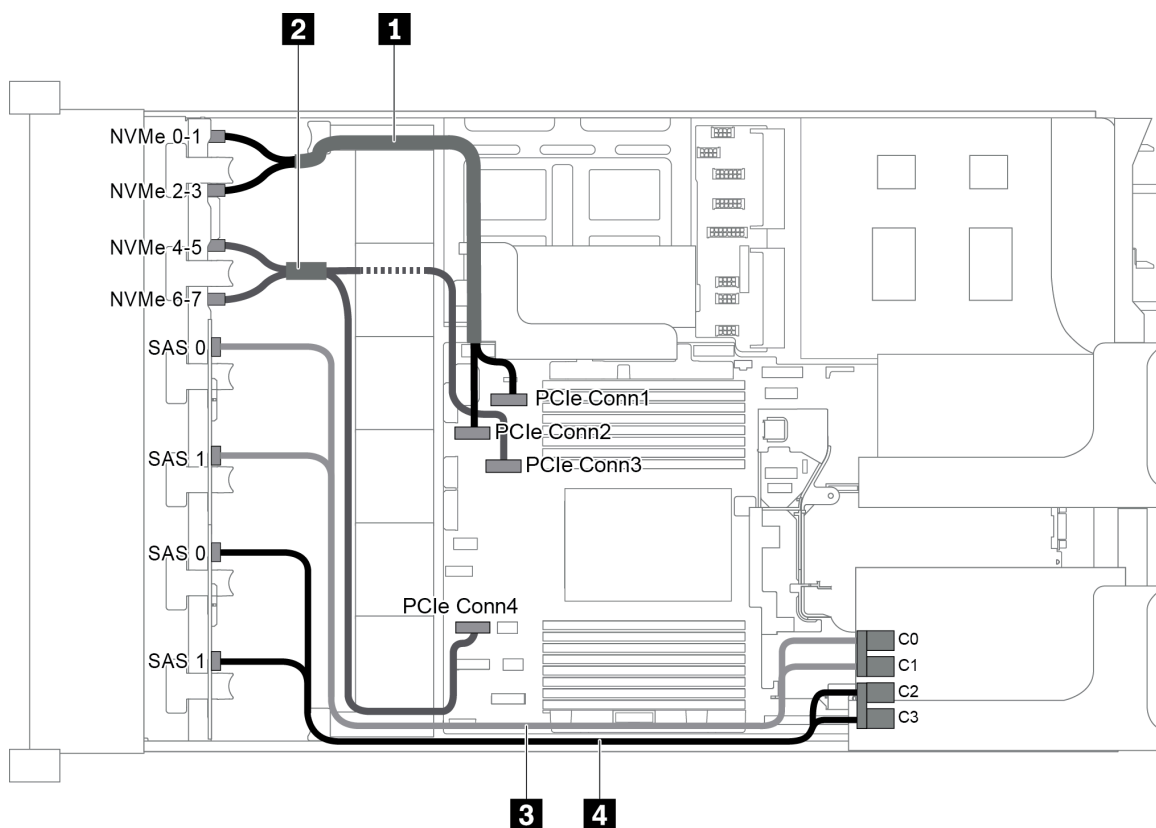 2
1
NVMe 0-1
NVMe 2-3
NVMe 4-5
NVMe 6-7
SAS 0
PCIe Conn1
PCIe Conn2
SAS 1
PCIe Conn3
SAS 0
PCIe Conn4
C0
SAS 1
C1
C2
C3
3
4